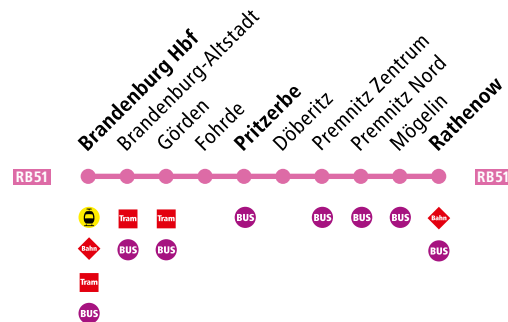 Brandenburg Hbf
Brandenburg-Altstadt
Görden
Fohrde
Pritzerbe
Döberitz
Premnitz Zentrum
Premnitz Nord
Mögelin
Rathenow
RB51
RB51
Tram
Tram
BUS
BUS
BUS
BUS
Bahn
Bahn
BUS
BUS
BUS
Tram
BUS